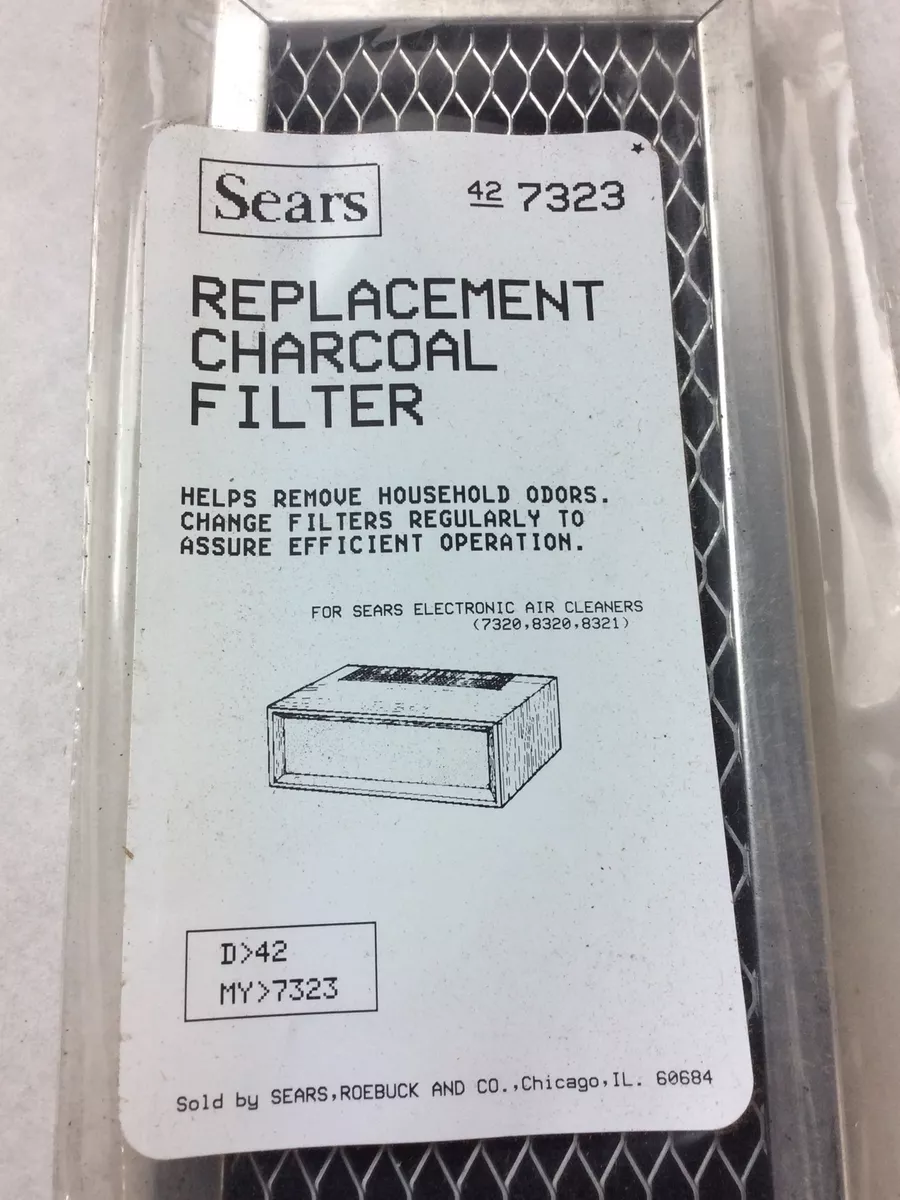 Sears
42 7323
REPLACEMENT
CHARCOAL
FILTER
HELPS REMOVE HOUSEHOLD ODORS.
CHANGE FILTERS REGULARLY TO
ASSURE EFFICIENT OPERATION.
FOR SEARS ELECTRONIC AIR CLEANERS
(7320,8320,8321)
D>42
MY>7323
Sold by SEARS,ROEBUCK AND CO.,Chicago,IL. 60684